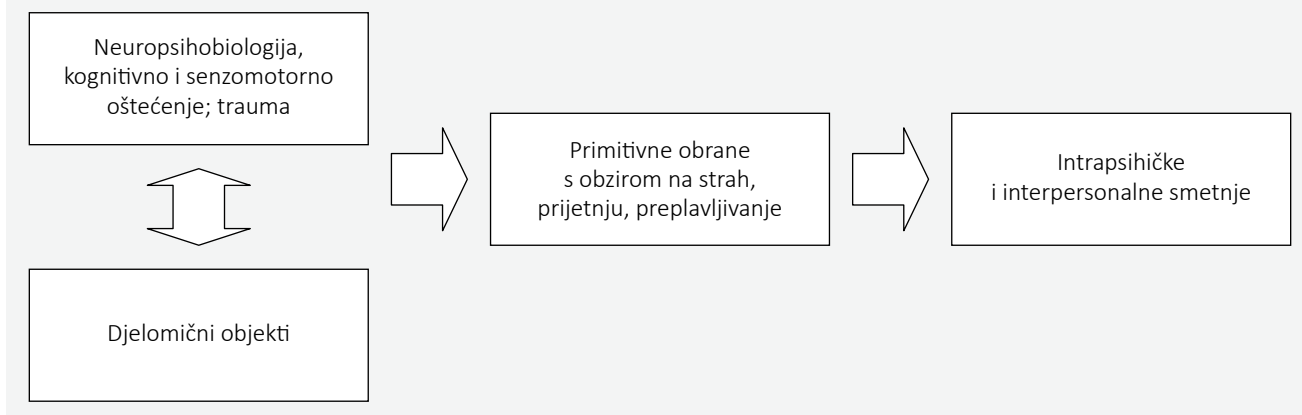 Neuropsihobiologija,
kognitivno i senzomotorno
oštećenje; trauma
Djelomični objekti
Primitivne obrane
s obzirom na strah,
prijetnju, preplavljivanje
Intrapsihičke
i interpersonalne smetnje